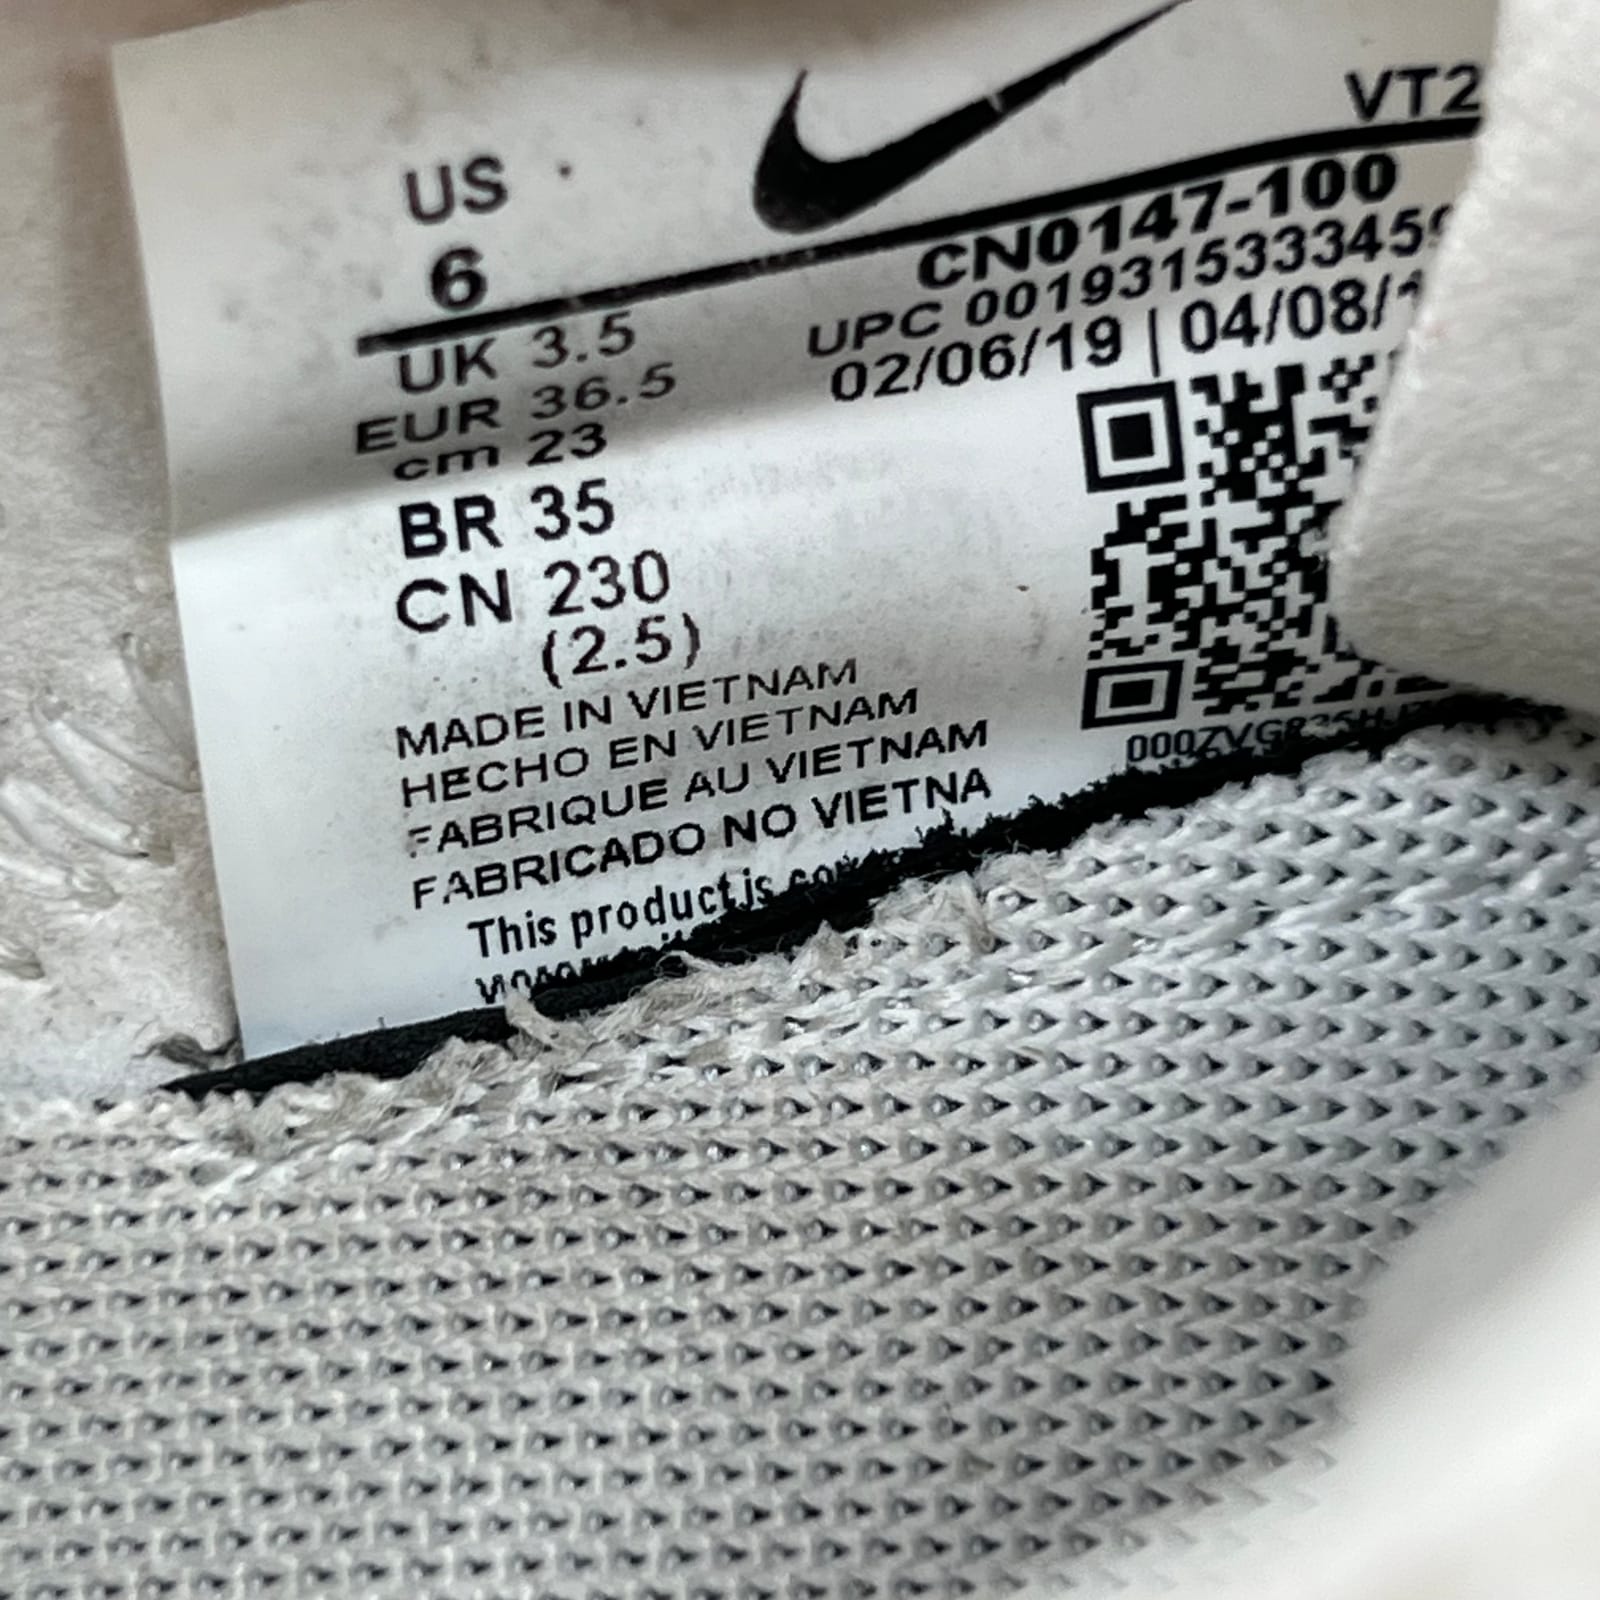 US
6
UK 3.5
EUR 36.5
cm 23
BR 35
CN 230
(2.5)
MADE IN VIETNAM
HECHO EN VIETNAM
FABRIQUE AU VIETNAM
FABRICADO NO VIETNA
This product is
VT2
CN0147-100
UPC 0019315333459
02/06/19 | 04/08/